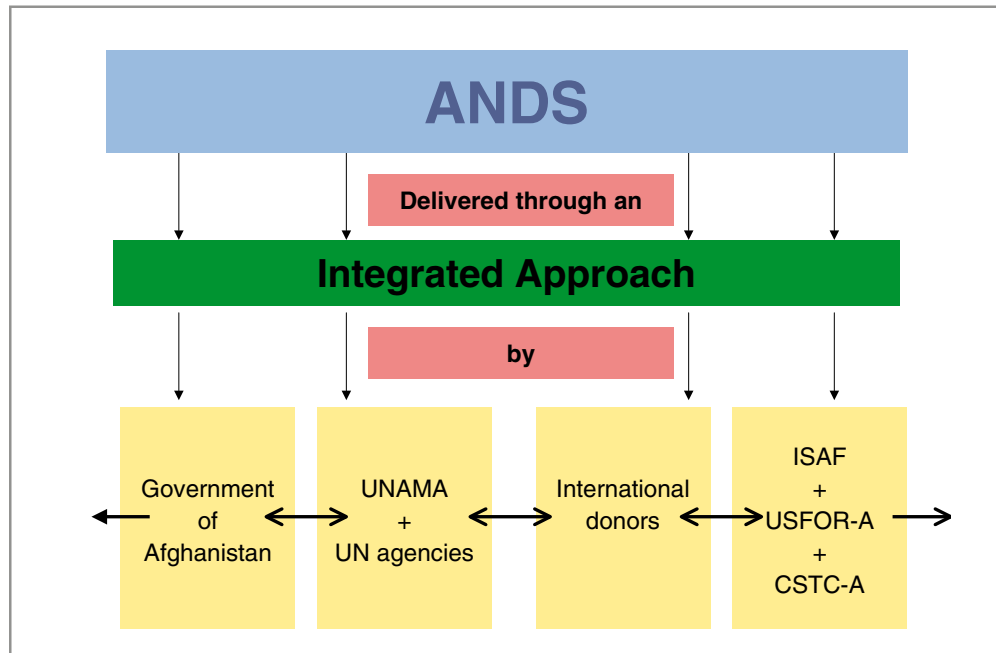 ANDS
Delivered through an
Integrated Approach
by
Government
of
Afghanistan
UNAMA
+
UN agencies
International
donors
ISAF
+
USFOR-A
+
CSTC-A